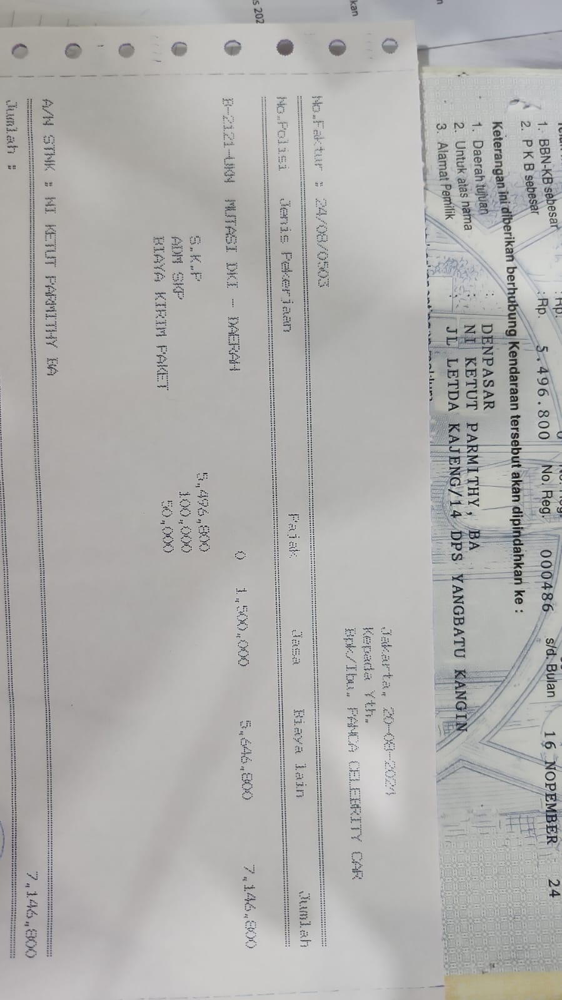 1. BBN-KB sebesar : Rp.
2. P K B sebesar : Rp. 5.496.800 No. Reg. 000486 s/d. Bulan 16 NOPEMBER 24
Keterangan ini diberikan berhubung Kendaraan tersebut akan dipindahkan ke :
1. Daerah tujuan : DENPASAR
2. Untuk atas nama : NI KETUT PARMITHY, BA
3. Alamat Pemilik : JL LETDA KAJENG/14 DPS YANGBATU KANGIN
Jakarta, 20-08-2024
Kepada Yth.
Bpk/Ibu. PANCA CELEBRITY CAR
No.Faktur : 24/08/0503
No.Polisi Jenis Pekerjaan Pajak Jasa Biaya lain Jumlah
B-2121-UKW MUTASI DKI - DAERAH 0 1,500,000 5,646,800 7,146,800
S.K.P 5,496,800
ADM SKP 100,000
BIAYA KIRIM PAKET 50,000
A/N STNK : NI KETUT PARMITHY BA
7,146,800
Jumlah :